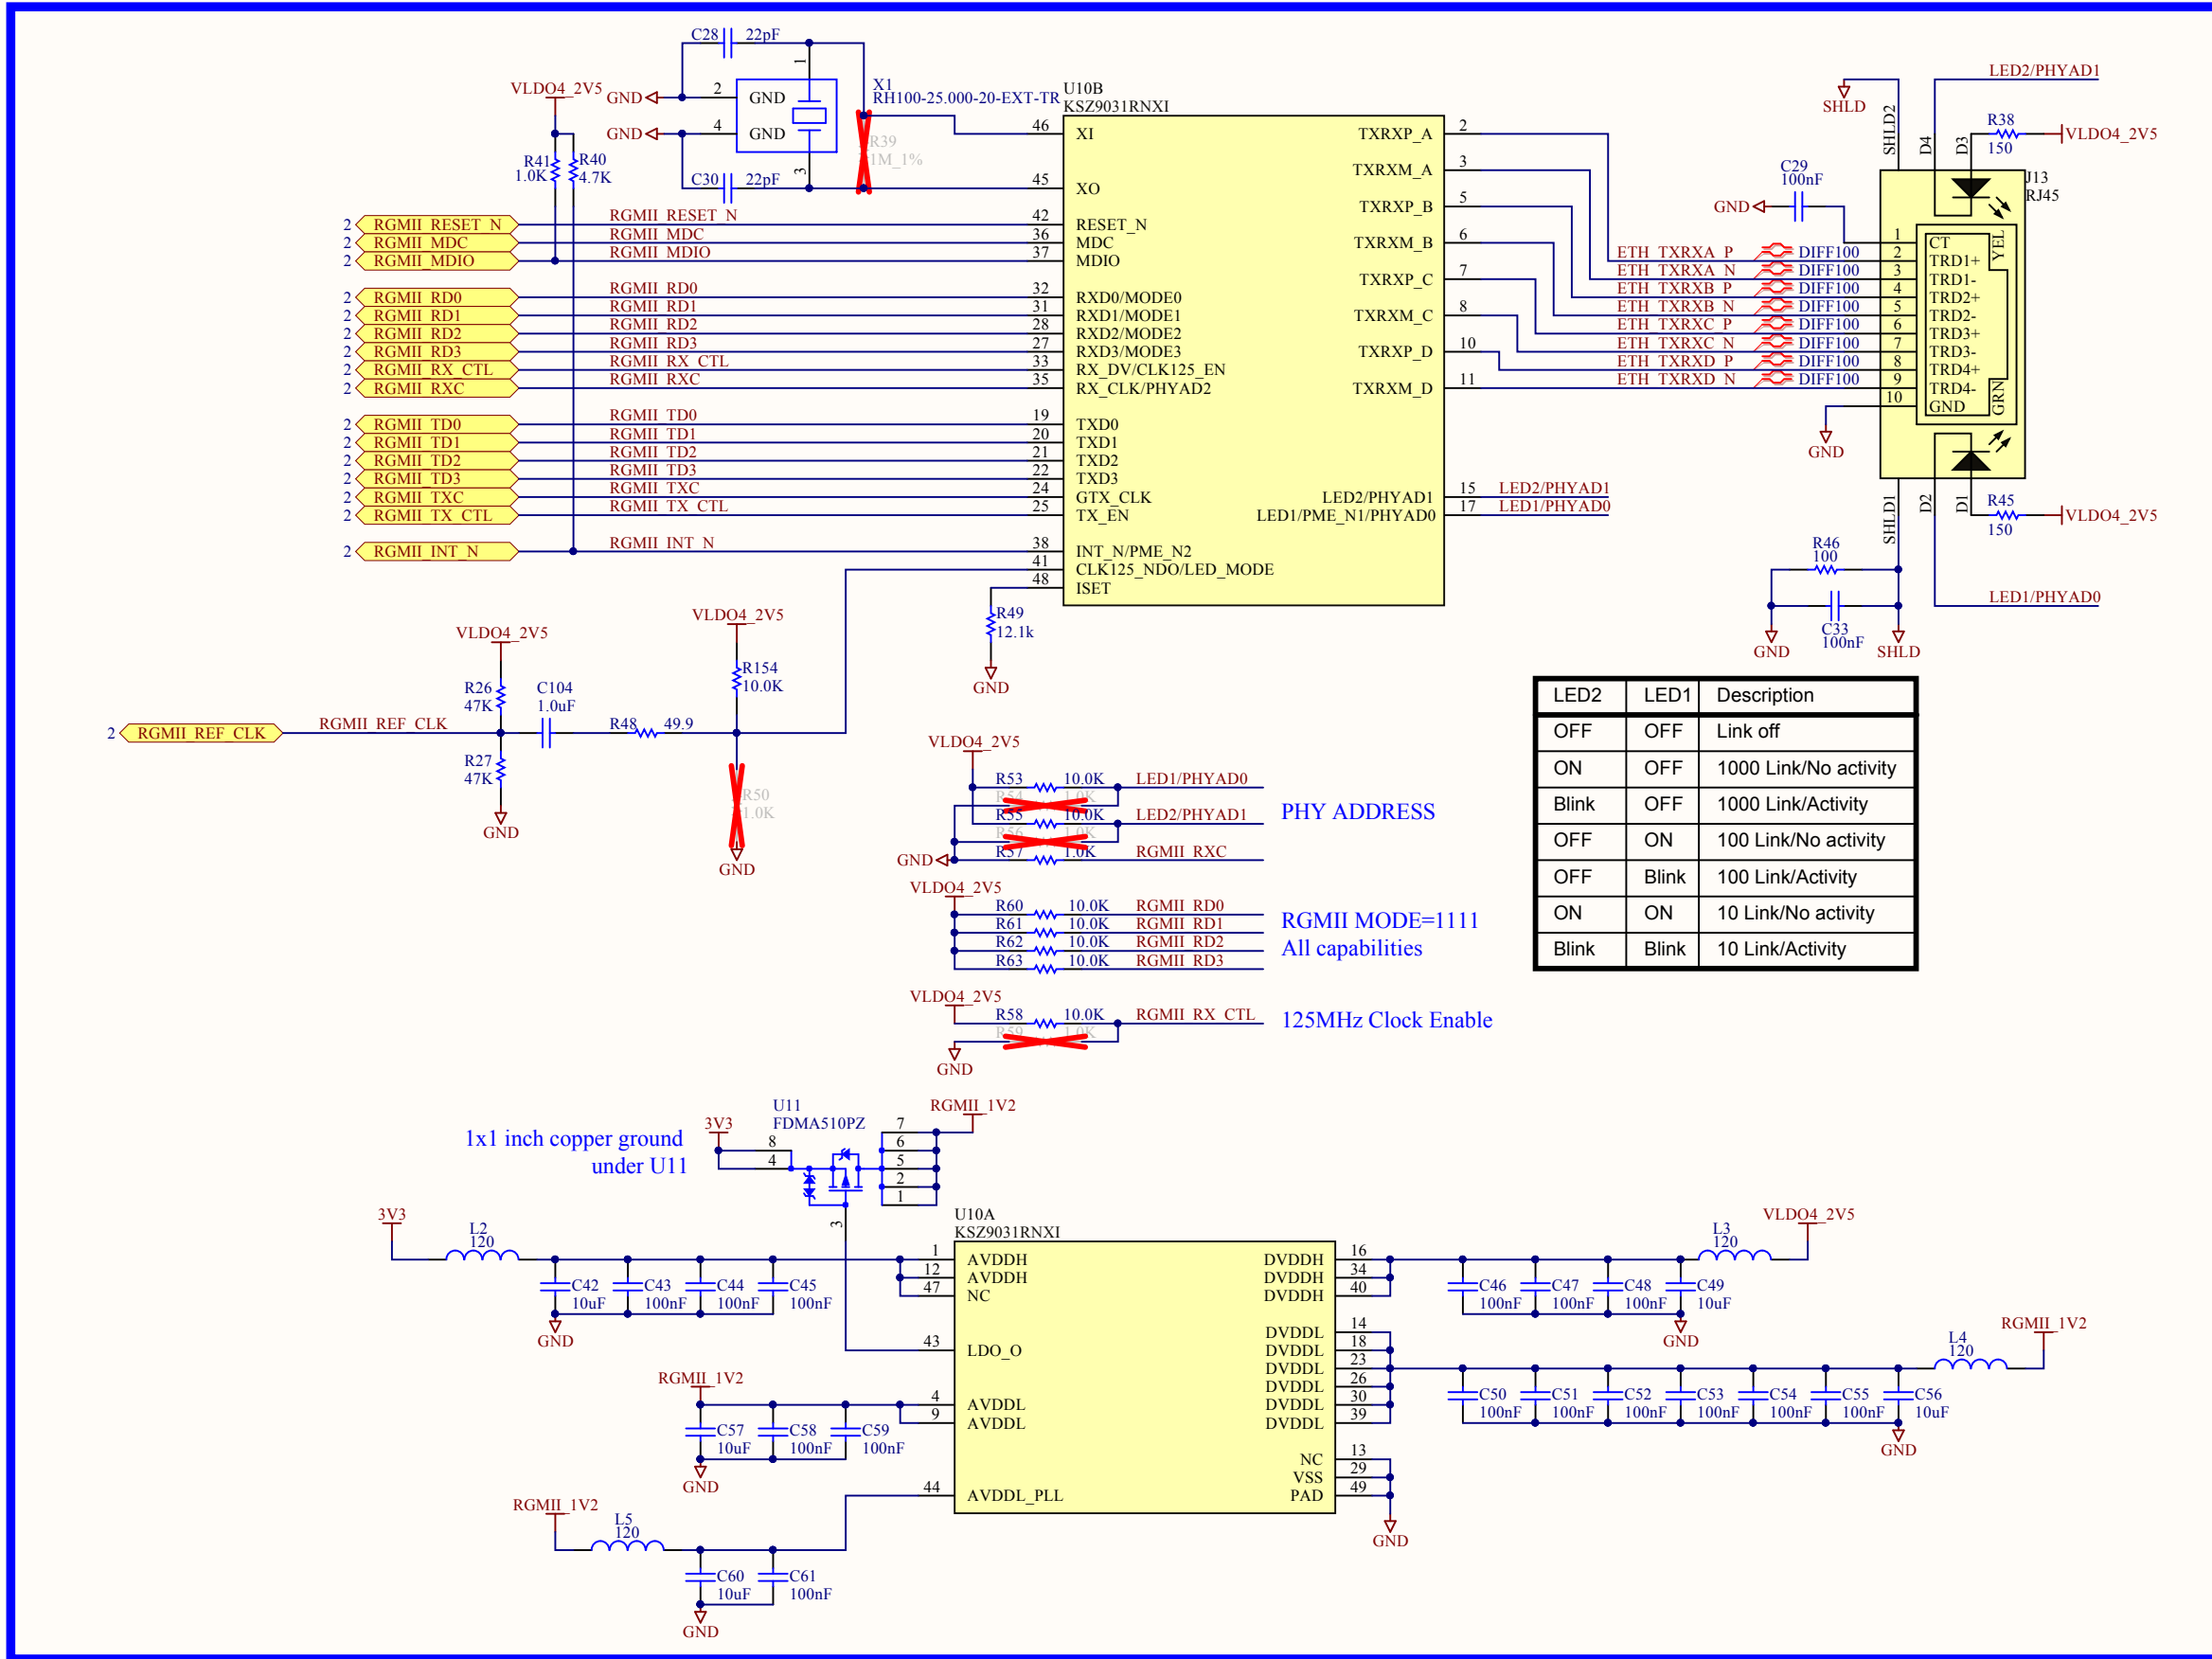 C28 22pF
1
VLDO4_2V5
GND
2 GND
4 GND
GND
3
X1
RH100-25.000-20-EXT-TR
R39
1M_1%
R41
1.0K
R40
4.7K
C30 22pF
U10B
KSZ9031RNXI
46 XI
45 XO
42 RESET_N
36 MDC
37 MDIO
32 RXD0/MODE0
31 RXD1/MODE1
28 RXD2/MODE2
27 RXD3/MODE3
33 RX_DV/CLK125_EN
35 RX_CLK/PHYAD2
19 TXD0
20 TXD1
21 TXD2
22 TXD3
24 GTX_CLK
25 TX_EN
38 INT_N/PME_N2
41 CLK125_NDO/LED_MODE
48 ISET
TXRXP_A 2
TXRXM_A 3
TXRXP_B 5
TXRXM_B 6
TXRXP_C 7
TXRXM_C 8
TXRXP_D 10
TXRXM_D 11
LED2/PHYAD1 15 LED2/PHYAD1
LED1/PME_N1/PHYAD0 17 LED1/PHYAD0
2 RGMII_RESET_N RGMII_RESET_N
2 RGMII_MDC RGMII_MDC
2 RGMII_MDIO RGMII_MDIO
2 RGMII_RD0 RGMII_RD0
2 RGMII_RD1 RGMII_RD1
2 RGMII_RD2 RGMII_RD2
2 RGMII_RD3 RGMII_RD3
2 RGMII_RX_CTL RGMII_RX_CTL
2 RGMII_RXC RGMII_RXC
2 RGMII_TD0 RGMII_TD0
2 RGMII_TD1 RGMII_TD1
2 RGMII_TD2 RGMII_TD2
2 RGMII_TD3 RGMII_TD3
2 RGMII_TXC RGMII_TXC
2 RGMII_TX_CTL RGMII_TX_CTL
2 RGMII_INT_N RGMII_INT_N
LED2/PHYAD1
SHLD
SHLD2
D4
D3
R38
150
VLDO4_2V5
C29
100nF
GND
J13
RJ45
ETH_TXRXA_P DIFF100
ETH_TXRXA_N DIFF100
ETH_TXRXB_P DIFF100
ETH_TXRXB_N DIFF100
ETH_TXRXC_P DIFF100
ETH_TXRXC_N DIFF100
ETH_TXRXD_P DIFF100
ETH_TXRXD_N DIFF100
1 CT
2 TRD1+
3 TRD1-
4 TRD2+
5 TRD2-
6 TRD3+
7 TRD3-
8 TRD4+
9 TRD4-
10 GND
YEL
GRN
GND
SHLD1
D2
D1
R45
150
VLDO4_2V5
R46
100
C33
100nF
GND
SHLD
LED1/PHYAD0
R49
12.1k
GND
VLDO4_2V5
R26
47K
C104
1.0uF
VLDO4_2V5
R154
10.0K
2 RGMII_REF_CLK RGMII_REF_CLK
R48 49.9
R27
47K
GND
R50
1.0K
GND
VLDO4_2V5
R53 10.0K LED1/PHYAD0
R54 1.0K
R55 10.0K LED2/PHYAD1
R56 1.0K
GND R57 1.0K RGMII_RXC
PHY ADDRESS
VLDO4_2V5
R60 10.0K RGMII_RD0
R61 10.0K RGMII_RD1
R62 10.0K RGMII_RD2
R63 10.0K RGMII_RD3
RGMII MODE=1111
All capabilities
VLDO4_2V5
R58 10.0K RGMII_RX_CTL
R59 1.0K
GND
125MHz Clock Enable
LED2 LED1 Description
OFF OFF Link off
ON OFF 1000 Link/No activity
Blink OFF 1000 Link/Activity
OFF ON 100 Link/No activity
OFF Blink 100 Link/Activity
ON ON 10 Link/No activity
Blink Blink 10 Link/Activity
1x1 inch copper ground
under U11
3V3
U11
FDMA510PZ
8
4
3
7
6
5
2
1
RGMII_1V2
3V3
L2
120
C42
10uF
C43
100nF
C44
100nF
C45
100nF
GND
U10A
KSZ9031RNXI
1 AVDDH
12 AVDDH
47 NC
43 LDO_O
4 AVDDL
9 AVDDL
44 AVDDL_PLL
DVDDH 16
DVDDH 34
DVDDH 40
DVDDL 14
DVDDL 18
DVDDL 23
DVDDL 26
DVDDL 30
DVDDL 39
NC 13
VSS 29
PAD 49
GND
RGMII_1V2
C57
10uF
C58
100nF
C59
100nF
GND
RGMII_1V2
L5
120
C60
10uF
C61
100nF
GND
VLDO4_2V5
L3
120
C46
100nF
C47
100nF
C48
100nF
C49
10uF
GND
RGMII_1V2
L4
120
C50
100nF
C51
100nF
C52
100nF
C53
100nF
C54
100nF
C55
100nF
C56
10uF
GND